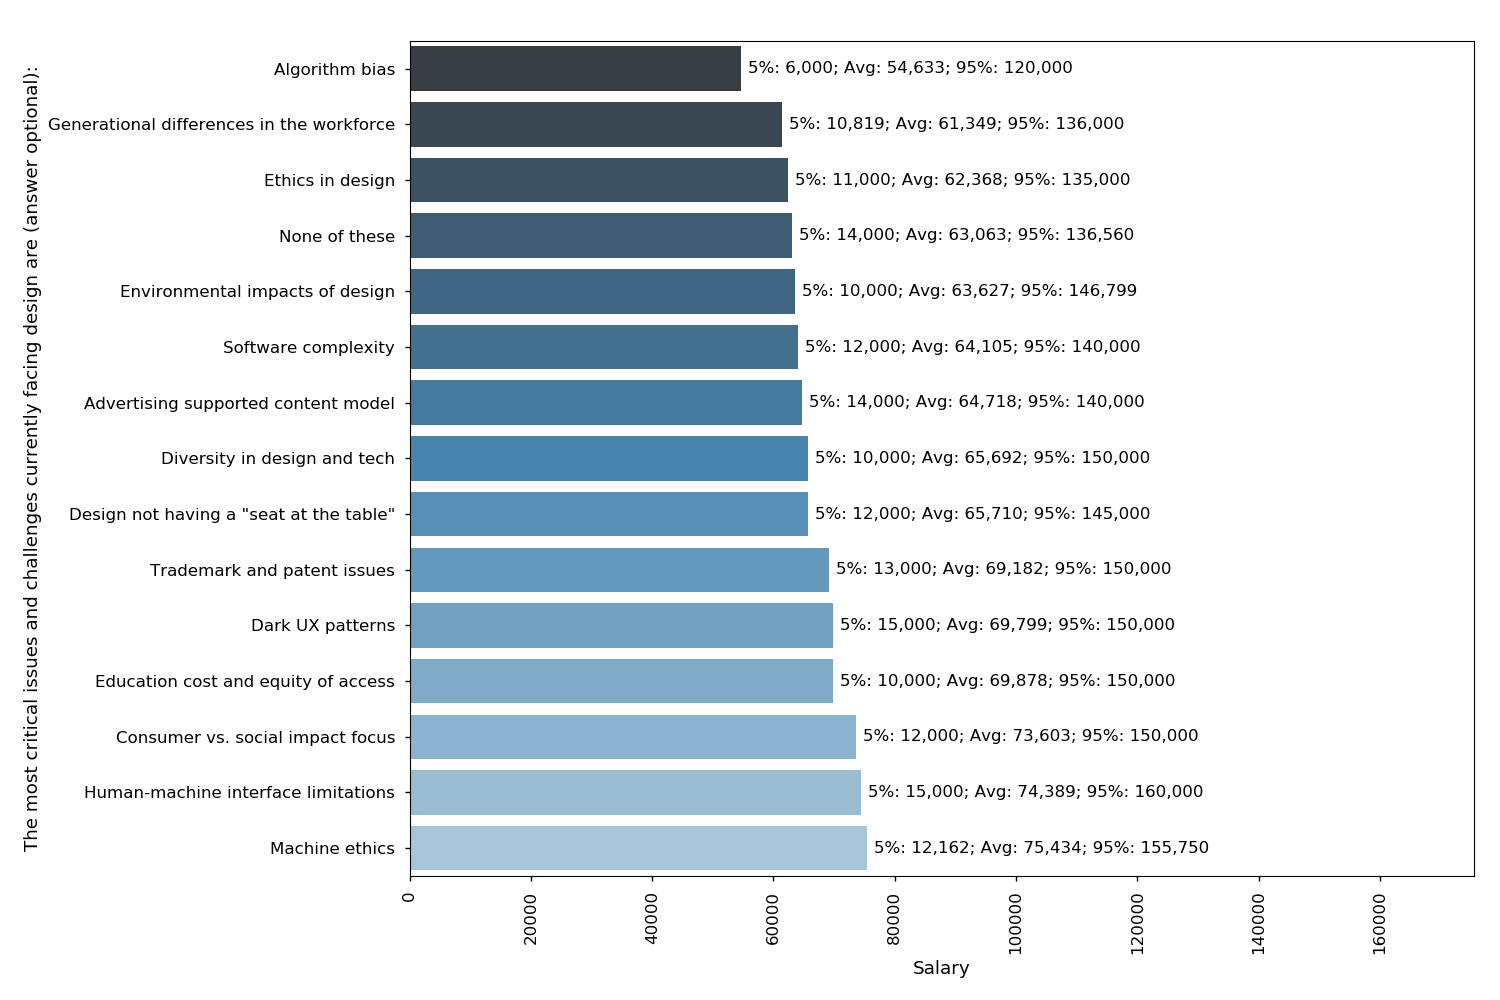 The most critical issues and challenges currently facing design are (answer optional):
Algorithm bias 5%: 6,000; Avg: 54,633; 95%: 120,000
Generational differences in the workforce 5%: 10,819; Avg: 61,349; 95%: 136,000
Ethics in design 5%: 11,000; Avg: 62,368; 95%: 135,000
None of these 5%: 14,000; Avg: 63,063; 95%: 136,560
Environmental impacts of design 5%: 10,000; Avg: 63,627; 95%: 146,799
Software complexity 5%: 12,000; Avg: 64,105; 95%: 140,000
Advertising supported content model 5%: 14,000; Avg: 64,718; 95%: 140,000
Diversity in design and tech 5%: 10,000; Avg: 65,692; 95%: 150,000
Design not having a "seat at the table" 5%: 12,000; Avg: 65,710; 95%: 145,000
Trademark and patent issues 5%: 13,000; Avg: 69,182; 95%: 150,000
Dark UX patterns 5%: 15,000; Avg: 69,799; 95%: 150,000
Education cost and equity of access 5%: 10,000; Avg: 69,878; 95%: 150,000
Consumer vs. social impact focus 5%: 12,000; Avg: 73,603; 95%: 150,000
Human-machine interface limitations 5%: 15,000; Avg: 74,389; 95%: 160,000
Machine ethics 5%: 12,162; Avg: 75,434; 95%: 155,750
0 20000 40000 60000 80000 100000 120000 140000 160000
Salary